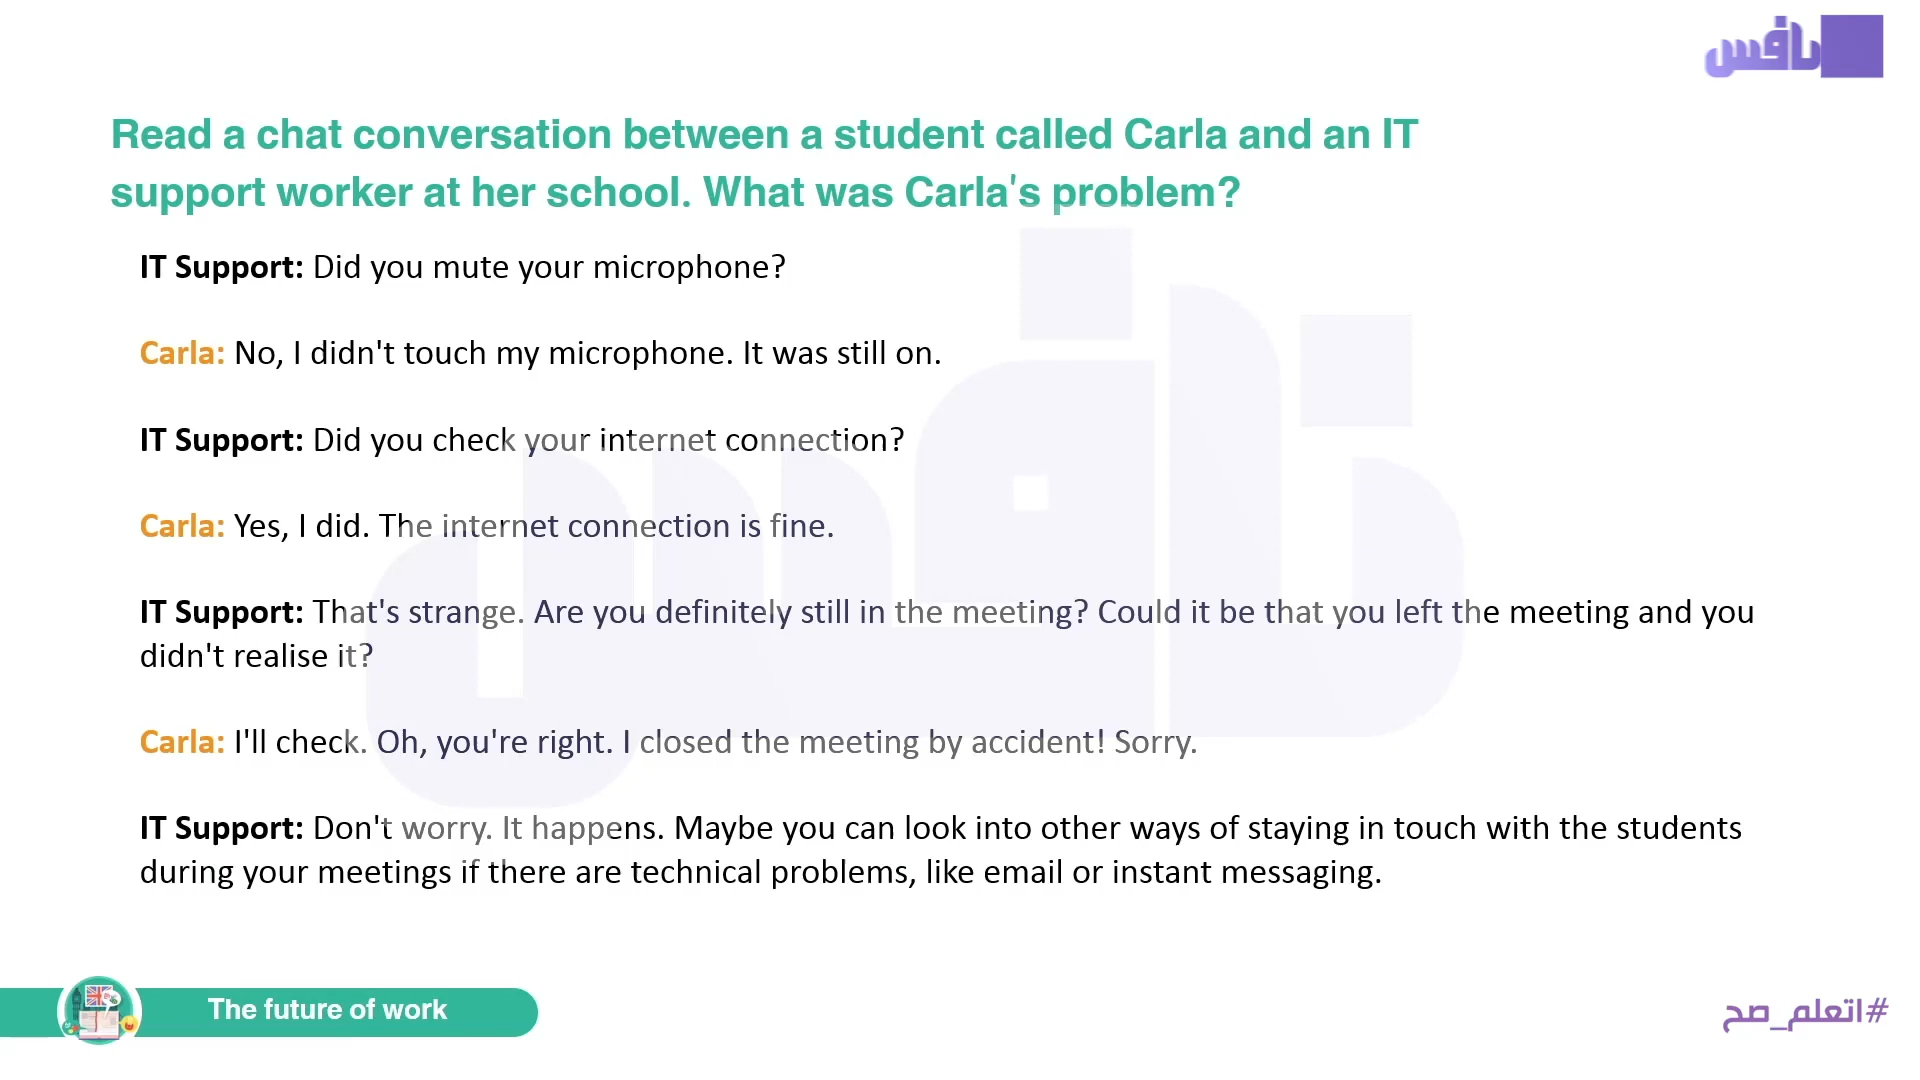 نافس
Read a chat conversation between a student called Carla and an IT
support worker at her school. What was Carla's problem?
IT Support: Did you mute your microphone?
Carla: No, I didn't touch my microphone. It was still on.
IT Support: Did you check your internet connection?
Carla: Yes, I did. The internet connection is fine.
IT Support: That's strange. Are you definitely still in the meeting? Could it be that you left the meeting and you
didn't realise it?
Carla: I'll check. Oh, you're right. I closed the meeting by accident! Sorry.
IT Support: Don't worry. It happens. Maybe you can look into other ways of staying in touch with the students
during your meetings if there are technical problems, like email or instant messaging.
The future of work
#اتعلم_صح